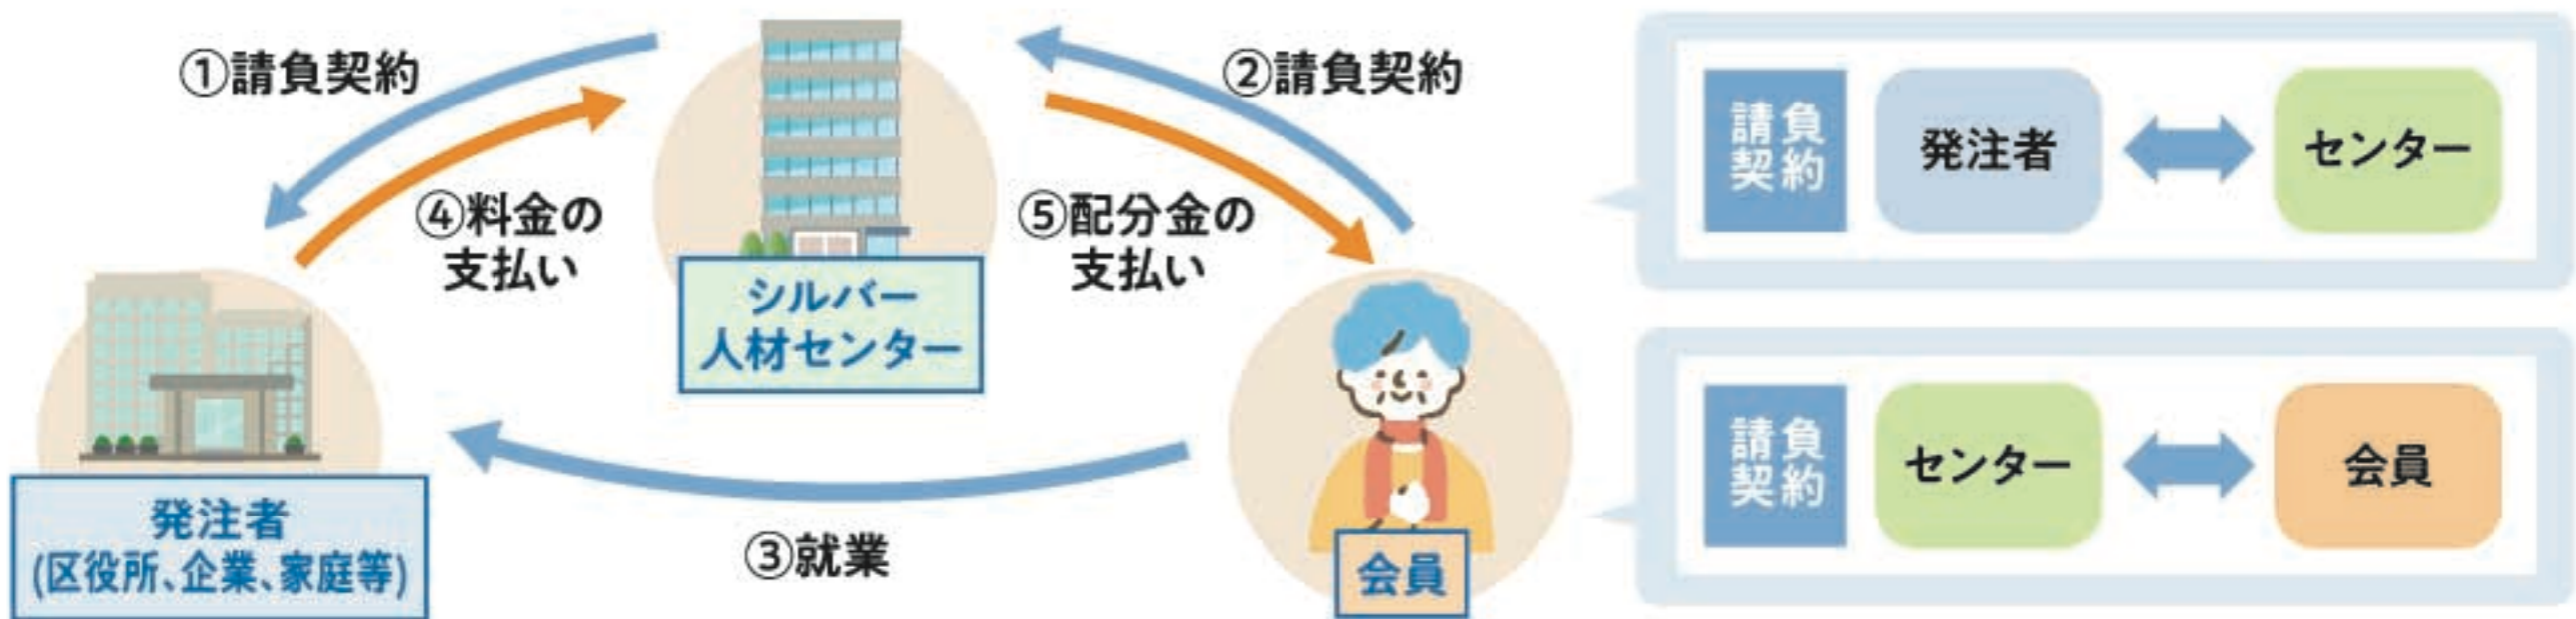 ①請負契約
②請負契約
④料金の
支払い
⑤配分金の
支払い
シルバー
人材センター
発注者
(区役所、企業、家庭等)
③就業
会員
請負
契約
発注者
センター
請負
契約
センター
会員